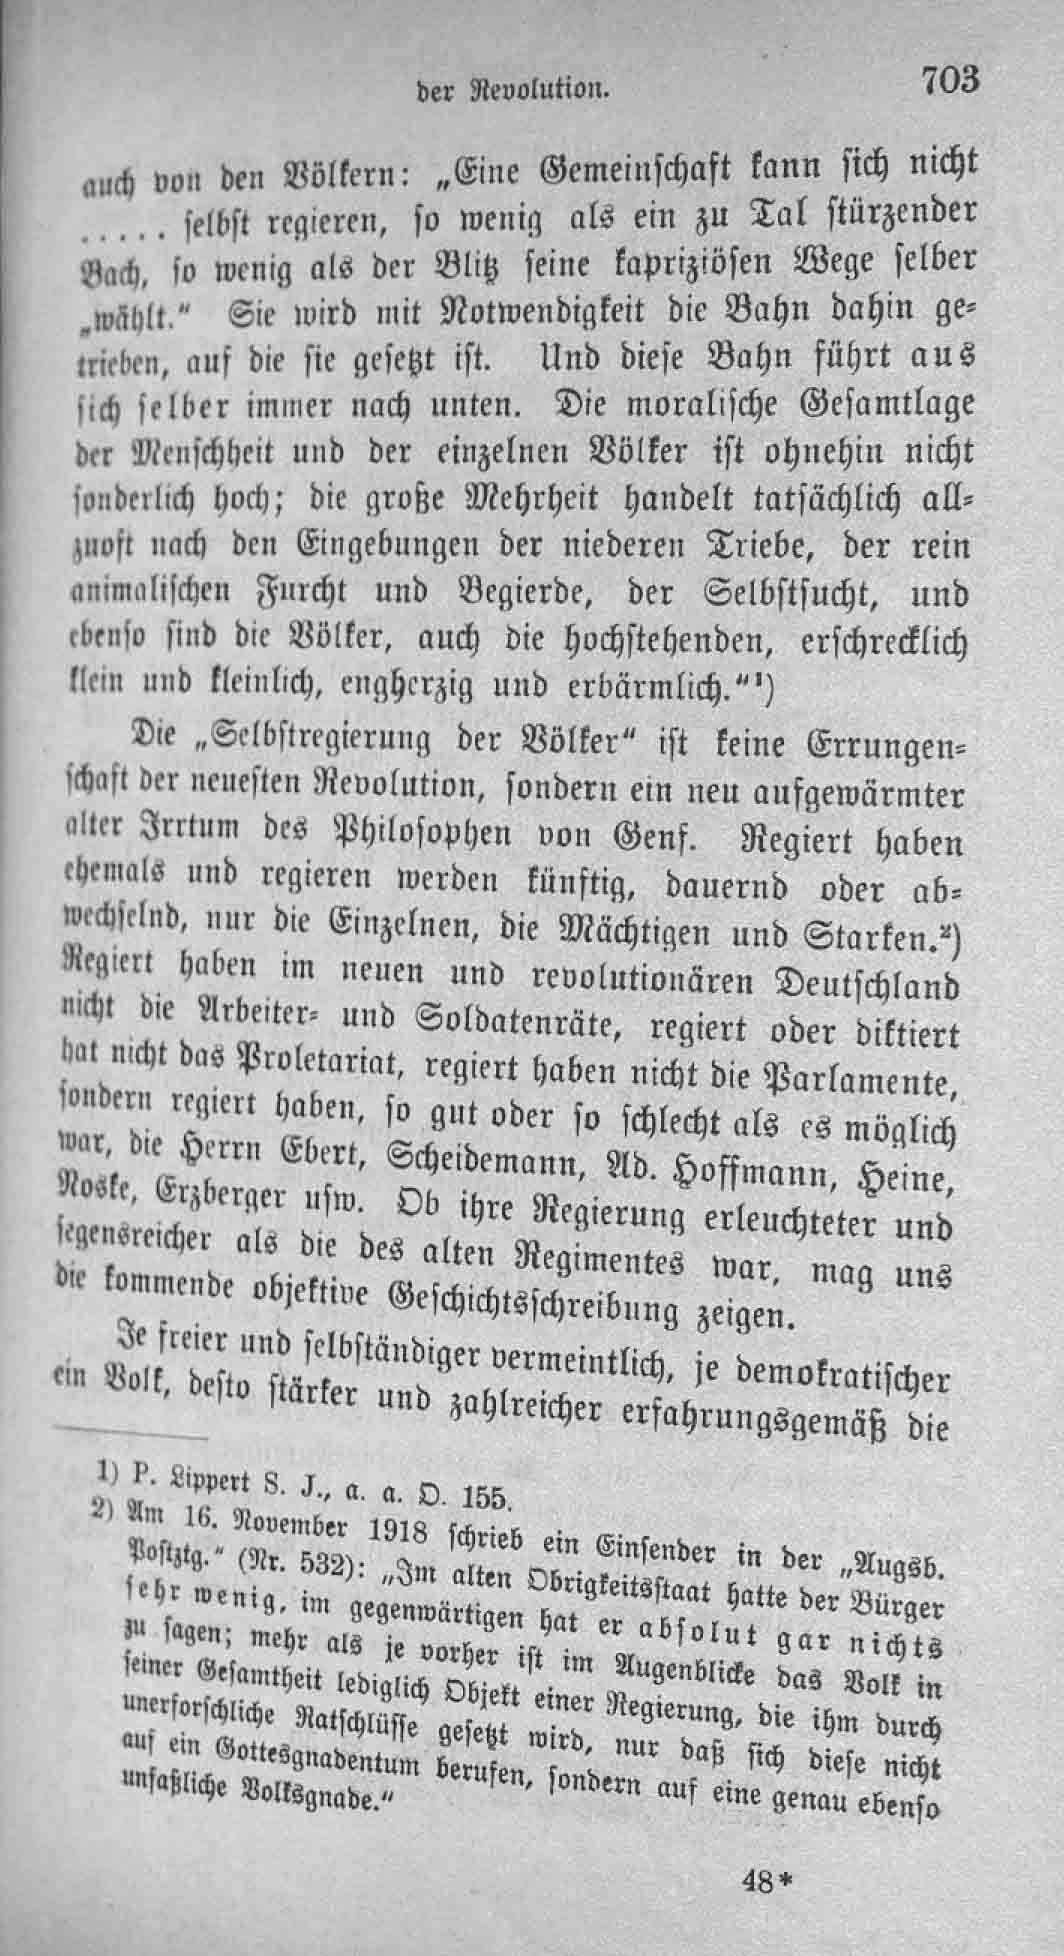 der Revolution. 703
auch von den Völkern: „Eine Gemeinschaft kann sich nicht
..... selbst regieren, so wenig als ein zu Tal stürzender
Bach, so wenig als der Blitz seine kapriziösen Wege selber
„wählt.“ Sie wird mit Notwendigkeit die Bahn dahin ge-
trieben, auf die sie gesetzt ist. Und diese Bahn führt aus
sich selber immer nach unten. Die moralische Gesamtlage
der Menschheit und der einzelnen Völker ist ohnehin nicht
sonderlich hoch; die große Mehrheit handelt tatsächlich all-
zuoft nach den Eingebungen der niederen Triebe, der rein
animalischen Furcht und Begierde, der Selbstsucht, und
ebenso sind die Völker, auch die hochstehenden, erschrecklich
klein und kleinlich, engherzig und erbärmlich.“¹)
Die „Selbstregierung der Völker“ ist keine Errungen-
schaft der neuesten Revolution, sondern ein neu aufgewärmter
alter Irrtum des Philosophen von Genf. Regiert haben
ehemals und regieren werden künftig, dauernd oder ab-
wechselnd, nur die Einzelnen, die Mächtigen und Starken.²)
Regiert haben im neuen und revolutionären Deutschland
nicht die Arbeiter- und Soldatenräte, regiert oder diktiert
hat nicht das Proletariat, regiert haben nicht die Parlamente,
sondern regiert haben, so gut oder so schlecht als es möglich
war, die Herrn Ebert, Scheidemann, Ad. Hoffmann, Heine,
Noske, Erzberger usw. Ob ihre Regierung erleuchteter und
segensreicher als die des alten Regimentes war, mag uns
die kommende objektive Geschichtsschreibung zeigen.
Je freier und selbständiger vermeintlich, je demokratischer
ein Volk, desto stärker und zahlreicher erfahrungsgemäß die
1) P. Lippert S. J., a. a. O. 155.
2) Am 16. November 1918 schrieb ein Einsender in der „Augsb.
Postztg.“ (Nr. 532): „Im alten Obrigkeitsstaat hatte der Bürger
sehr wenig, im gegenwärtigen hat er absolut gar nichts
zu sagen; mehr als je vorher ist im Augenblicke das Volk in
seiner Gesamtheit lediglich Objekt einer Regierung, die ihm durch
unerforschliche Ratschlüsse gesetzt wird, nur daß sich diese nicht
auf ein Gottesgnadentum berufen, sondern auf eine genau ebenso
unfaßliche Volksgnade.“
48*